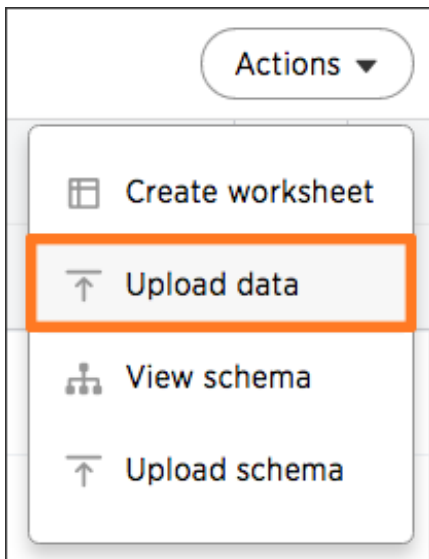 Actions
Create worksheet
Upload data
View schema
Upload schema